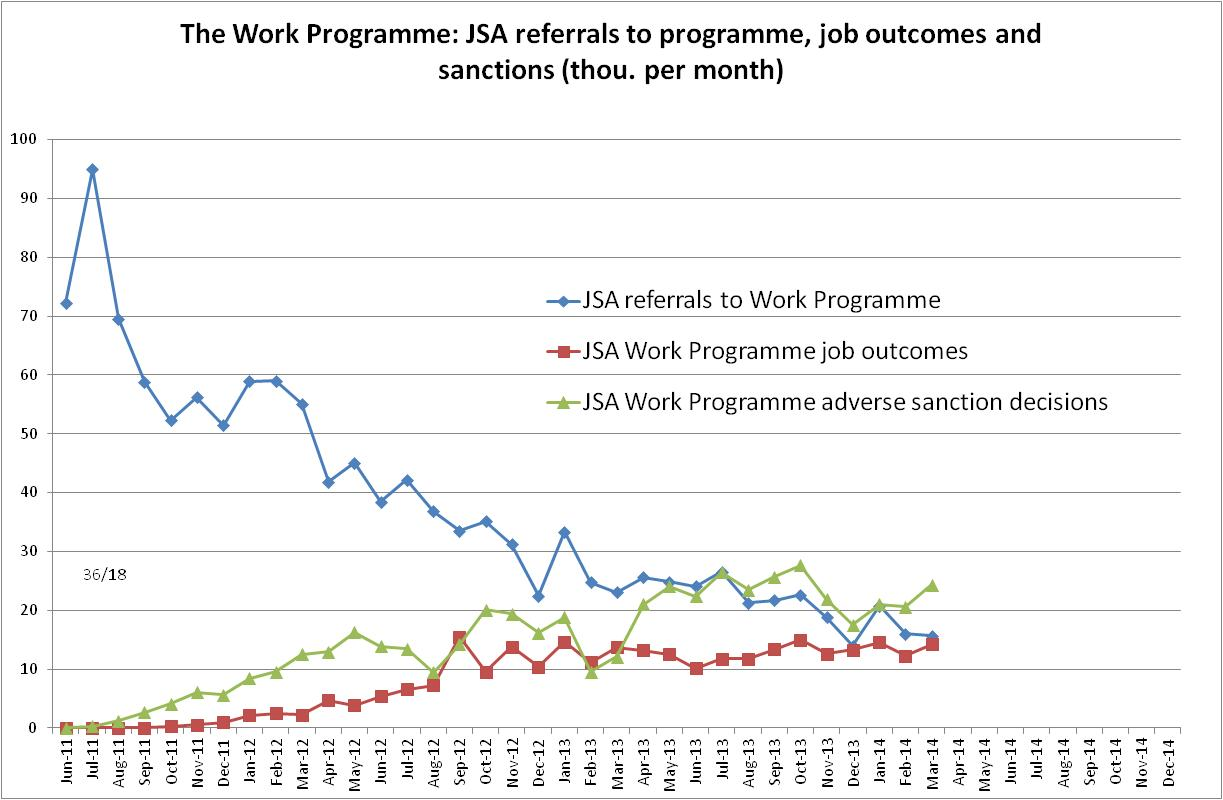 The Work Programme: JSA referrals to programme, job outcomes and
sanctions (thou. per month)
100
90
80
70
60
50
40
30
20
10
0
JSA referrals to Work Programme
JSA Work Programme job outcomes
JSA Work Programme adverse sanction decisions
36/18
Jun-11
Jul-11
Aug-11
Sep-11
Oct-11
Nov-11
Dec-11
Jan-12
Feb-12
Mar-12
Apr-12
May-12
Jun-12
Jul-12
Aug-12
Sep-12
Oct-12
Nov-12
Dec-12
Jan-13
Feb-13
Mar-13
Apr-13
May-13
Jun-13
Jul-13
Aug-13
Sep-13
Oct-13
Nov-13
Dec-13
Jan-14
Feb-14
Mar-14
Apr-14
May-14
Jun-14
Jul-14
Aug-14
Sep-14
Oct-14
Nov-14
Dec-14